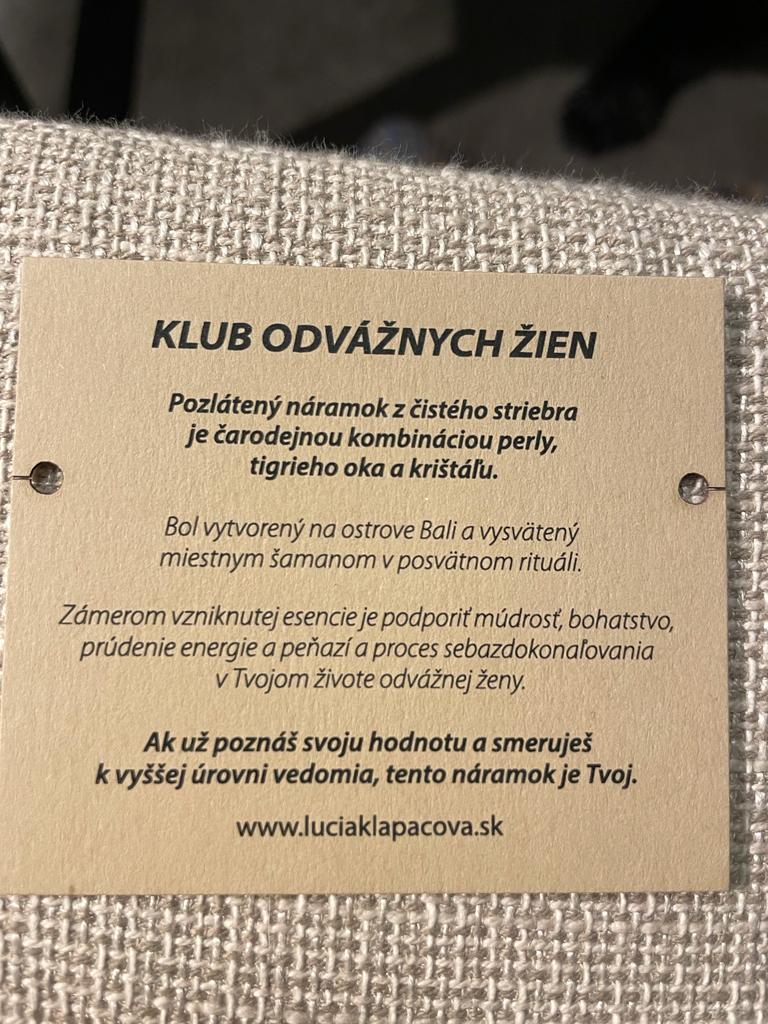 KLUB ODVÁŽNYCH ŽIEN
Pozlátený náramok z čistého striebra
je čarodejnou kombináciou perly,
tigrieho oka a krištáľu.
Bol vytvorený na ostrove Bali a vysvätený
miestnym šamanom v posvätnom rituáli.
Zámerom vzniknutej esencie je podporiť múdrosť, bohatstvo,
prúdenie energie a peňazí a proces sebazdokonaľovania
v Tvojom živote odvážnej ženy.
Ak už poznáš svoju hodnotu a smeruješ
k vyššej úrovni vedomia, tento náramok je Tvoj.
www.luciaklapacova.sk